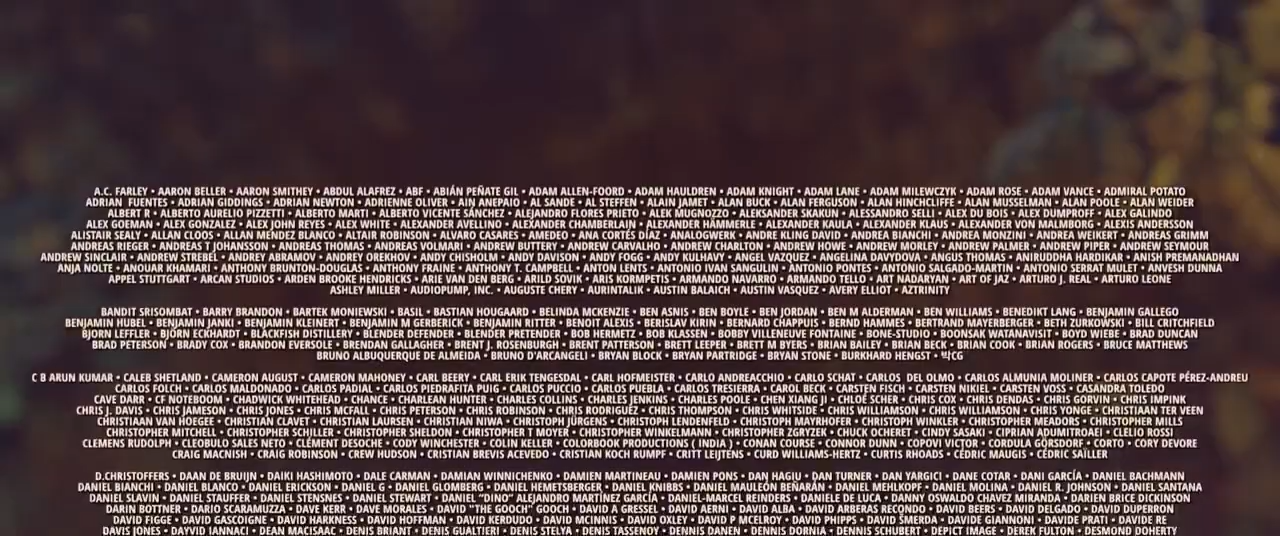 A.C. FARLEY • AARON BELLER • AARON SMITHEY • ABDUL ALAFREZ • ABF • ABIÁN PEÑATE GIL • ADAM ALLEN-FOORD • ADAM HAULDREN • ADAM KNIGHT • ADAM LANE • ADAM MILEWCZYK • ADAM ROSE • ADAM VANCE • ADMIRAL POTATO
ADRIAN FUENTES • ADRIAN GIDDINGS • ADRIAN NEWTON • ADRIENNE OLIVER • AIN ANEPAIO • AL SANDE • AL STEFFEN • ALAIN JAMET • ALAN BUCK • ALAN FERGUSON • ALAN HINCHCLIFFE • ALAN MUSSELMAN • ALAN POOLE • ALAN WEIDER
ALBERT R • ALBERTO AURELIO PIZZETTI • ALBERTO MARTI • ALBERTO VICENTE SÁNCHEZ • ALEJANDRO FLORES PRIETO • ALEK MUGNOZZO • ALEKSANDER SKAKUN • ALESSANDRO SELLI • ALEX DU BOIS • ALEX DUMPROFF • ALEX GALINDO
ALEX GOEMAN • ALEX GONZALEZ • ALEX JOHN REYES • ALEX WHITE • ALEXANDER AVELLINO • ALEXANDER CHAMBERLAIN • ALEXANDER HÄMMERLE • ALEXANDER KAULA • ALEXANDER KLAUS • ALEXANDER VON MALMBORG • ALEXIS ANDERSSON
ALISTAIR SEALY • ALLAN CLOOS • ALLAN MÉNDEZ BLANCO • ALTAIR ROBINSON • ALVARO CASARES • AMEDEO • ANA CORTÉS DÍAZ • ANALOGWERK • ANDRE KLING DAVID • ANDREA BIANCHI • ANDREA MONZINI • ANDREA WEIKERT • ANDREAS GRIMM
ANDREAS RIEGER • ANDREAS T JOHANSSON • ANDREAS THOMAS • ANDREAS VOLMARI • ANDREW BUTTERY • ANDREW CARVALHO • ANDREW CHARLTON • ANDREW HOWE • ANDREW MORLEY • ANDREW PALMER • ANDREW PIPER • ANDREW SEYMOUR
ANDREW SINCLAIR • ANDREW STREBEL • ANDREY ABRAMOV • ANDREY OREKHOV • ANDY CHISHOLM • ANDY DAVISON • ANDY FOGG • ANDY KULHAVY • ANGEL VAZQUEZ • ANGELINA DAVYDOVA • ANGUS THOMAS • ANIRUDDHA HARDIKAR • ANISH PREMANADHAN
ANJA NOLTE • ANOUAR KHAMARI • ANTHONY BRUNTON-DOUGLAS • ANTHONY FRAINE • ANTHONY T. CAMPBELL • ANTON LENTS • ANTONIO IVAN SANGULIN • ANTONIO PONTES • ANTONIO SALGADO-MARTIN • ANTONIO SERRAT MULET • ANVESH DUNNA
APPEL STUTTGART • ARCAN STUDIOS • ARDEN BROOKE HENDRICKS • ARIE VAN DEN BERG • ARILD SOVIK • ARIS KORMPETIS • ARMANDO NAVARRO • ARMANDO TELLO • ART NADARYAN • ART OF JAZ • ARTURO J. REAL • ARTURO LEONE
ASHLEY MILLER • AUDIOPUMP, INC. • AUGUSTE CHERY • AURINTALIK • AUSTIN BALAICH • AUSTIN VASQUEZ • AVERY ELLIOT • AZTRINITY
BANDIT SRISOMBAT • BARRY BRANDON • BARTEK MONIEWSKI • BASIL • BASTIAN HOUGAARD • BELINDA MCKENZIE • BEN ASNIS • BEN BOYLE • BEN JORDAN • BEN M ALDERMAN • BEN WILLIAMS • BENEDIKT LANG • BENJAMIN GALLEGO
BENJAMIN HUBEL • BENJAMIN JANKI • BENJAMIN KLEINERT • BENJAMIN M GERBERICK • BENJAMIN RITTER • BENOIT ALEXIS • BERISLAV KIRIN • BERNARD CHAPPUIS • BERND HAMMES • BERTRAND MAYERBERGER • BETH ZURKOWSKI • BILL CRITCHFIELD
BJORN LEFFLER • BJÖRN ECKHARDT • BLACKFISH DISTILLERY • BLENDER DEFENDER • BLENDER PRETENDER • BOB HERMETZ • BOB KLASSEN • BOBBY VILLENEUVE FONTAINE • BONE-STUDIO • BOONSAK WATANAVISIT • BOYD WIEBE • BRAD DUNCAN
BRAD PETERSON • BRADY COX • BRANDON EVERSOLE • BRENDAN GALLAGHER • BRENT J. ROSENBURGH • BRENT PATTERSON • BRETT LEEPER • BRETT M BYERS • BRIAN BAILEY • BRIAN BECK • BRIAN COOK • BRIAN ROGERS • BRUCE MATTHEWS
BRUNO ALBUQUERQUE DE ALMEIDA • BRUNO D'ARCANGELI • BRYAN BLOCK • BRYAN PARTRIDGE • BRYAN STONE • BURKHARD HENGST • 박CG
C B ARUN KUMAR • CALEB SHETLAND • CAMERON AUGUST • CAMERON MAHONEY • CARL BEERY • CARL ERIK TENGESDAL • CARL HOFMEISTER • CARLO ANDREACCHIO • CARLO SCHAT • CARLOS DEL OLMO • CARLOS ALMUNIA MOLINER • CARLOS CAPOTE PÉREZ-ANDREU
CARLOS FOLCH • CARLOS MALDONADO • CARLOS PADIAL • CARLOS PIEDRAFITA PUIG • CARLOS PUCCIO • CARLOS PUEBLA • CARLOS TRESIERRA • CAROL BECK • CARSTEN FISCH • CARSTEN NIKIEL • CARSTEN VOSS • CASANDRA TOLEDO
CAVE DARR • CF NOTEBOOM • CHADWICK WHITEHEAD • CHANCE • CHARLEAN HUNTER • CHARLES COLLINS • CHARLES JENKINS • CHARLES POOLE • CHEN XIANG JI • CHLOÉ SCHER • CHRIS COX • CHRIS DENDAS • CHRIS GORVIN • CHRIS IMPINK
CHRIS J. DAVIS • CHRIS JAMESON • CHRIS JONES • CHRIS MCFALL • CHRIS PETERSON • CHRIS ROBINSON • CHRIS RODRIGUEZ • CHRIS THOMPSON • CHRIS WHITSIDE • CHRIS WILLIAMSON • CHRIS WILLIAMSON • CHRIS YONGE • CHRISTIAAN TER VEEN
CHRISTIAAN VAN HOEGEE • CHRISTIAN CLAVET • CHRISTIAN LAURSEN • CHRISTIAN NIWA • CHRISTOPH JÜRGENS • CHRISTOPH LENDENFELD • CHRISTOPH MAYRHOFER • CHRISTOPH WINKLER • CHRISTOPHER MEADORS • CHRISTOPHER MILLS
CHRISTOPHER MITCHELL • CHRISTOPHER SCHILLER • CHRISTOPHER SHELDON • CHRISTOPHER T MOYER • CHRISTOPHER WINKELMANN • CHRISTOPHER ZGRYZEK • CHUCK OCHERET • CINDY SASAKI • CIPRIAN ADUMITROAEI • CLELIO ROSSI
CLEMENS RUDOLPH • CLEOBULO SALES NETO • CLÉMENT DESOCHE • CODY WINCHESTER • COLIN KELLER • COLORBOOK PRODUCTIONS ( INDIA ) • CONAN COURSE • CONNOR DUNN • COPOVI VICTOR • CORDULA GÖRSDORF • CORTO • CORY DEVORE
CRAIG MACNISH • CRAIG ROBINSON • CREW HUDSON • CRISTIAN BREVIS ACEVEDO • CRISTIAN KOCH RUMPF • CRITT LEIJTENS • CURD WILLIAMS-HERTZ • CURTIS RHOADS • CÉDRIC MAUGIS • CÉDRIC SAÏLLER
D.CHRISTOFFERS • DAAN DE BRUIJN • DAIKI HASHIMOTO • DALE CARMAN • DAMIAN WINNICHENKO • DAMIEN MARTINEAU • DAMIEN PONS • DAN HAGIU • DAN TURNER • DAN YARGICI • DANE COTAR • DANI GARCÍA • DANIEL BACHMANN
DANIEL BIANCHI • DANIEL BLANCO • DANIEL ERICKSON • DANIEL G • DANIEL GLOMBERG • DANIEL HEMETSBERGER • DANIEL KNIBBS • DANIEL MAULEÓN BEÑARÁN • DANIEL MEHLKOPF • DANIEL MOLINA • DANIEL R. JOHNSON • DANIEL SANTANA
DANIEL SLAVIN • DANIEL STAUFFER • DANIEL STENSNES • DANIEL STEWART • DANIEL "DINO" ALEJANDRO MARTÍNEZ GARCÍA • DANIEL-MARCEL REINDERS • DANIELE DE LUCA • DANNY OSWALDO CHAVEZ MIRANDA • DARIEN BRICE DICKINSON
DARIN BOTTNER • DARIO SCARAMUZZA • DAVE KERR • DAVE MORALES • DAVID "THE GOOCH" GOOCH • DAVID A GRESSEL • DAVID AERNI • DAVID ALBA • DAVID ARBERAS RECONDO • DAVID BEERS • DAVID DELGADO • DAVID DUPERRON
DAVID FIGGE • DAVID GASCOIGNE • DAVID HARKNESS • DAVID HOFFMAN • DAVID KERDUDO • DAVID MCINNIS • DAVID OXLEY • DAVID P MCELROY • DAVID PHIPPS • DAVID ŠMERDA • DAVIDE GIANNONI • DAVIDE PRATI • DAVIDE RE
DAVIS JONES • DAYVID IANNACI • DEAN MACISAAC • DENIS BRIANT • DENIS GUALTIERI • DENIS STELYA • DENIS TASSENOY • DENNIS DANEN • DENNIS DORNIA • DENNIS SCHUBERT • DEPICT IMAGE • DEREK FULTON • DESMOND DOHERTY